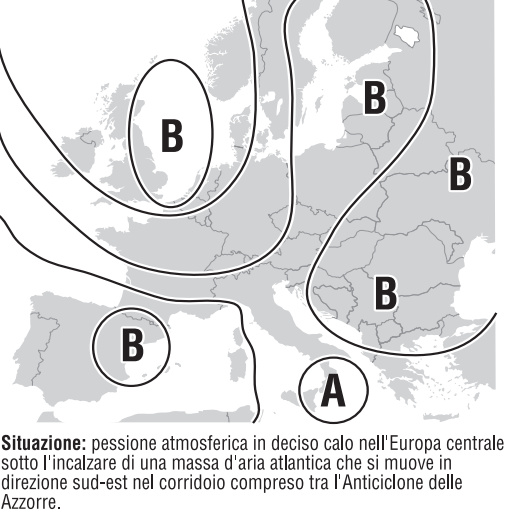 B
B
B
B
B
A
Situazione: pessione atmosferica in deciso calo nell'Europa centrale
sotto l'incalzare di una massa d'aria atlantica che si muove in
direzione sud-est nel corridoio compreso tra l'Anticiclone delle
Azzorre.